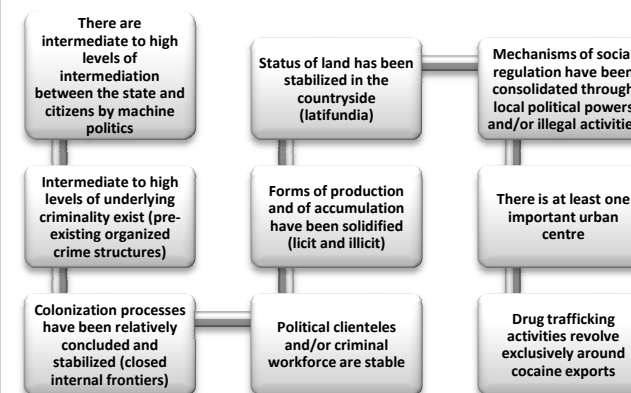 There are
intermediate to high
levels of
intermediation
between the state and
citizens by machine
politics
Intermediate to high
levels of underlying
criminality exist (pre-
existing organized
crime structures)
Colonization processes
have been relatively
concluded and
stabilized (closed
internal frontiers)
Political clienteles
and/or criminal
workforce are stable
Forms of production
and of accumulation
have been solidified
(licit and illicit)
Status of land has been
stabilized in the
countryside
(latifundia)
Mechanisms of socia
regulation have been
consolidated through
local political powers
and/or illegal activitie
There is at least one
important urban
centre
Drug trafficking
activities revolve
exclusively around
cocaine exports